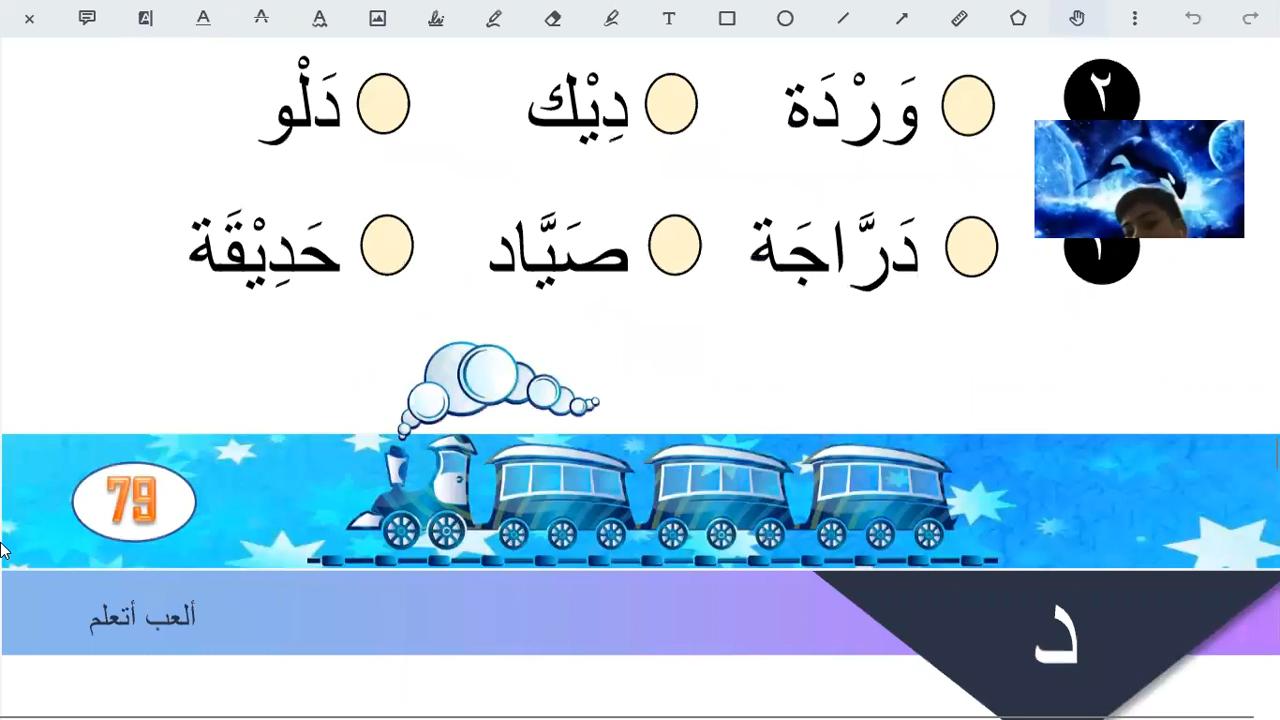 ٢ وَرْدَة دِيْك دَلْو
دَرَّاجَة صَيَّاد حَدِيْقَة
79
د
ألعب أتعلم